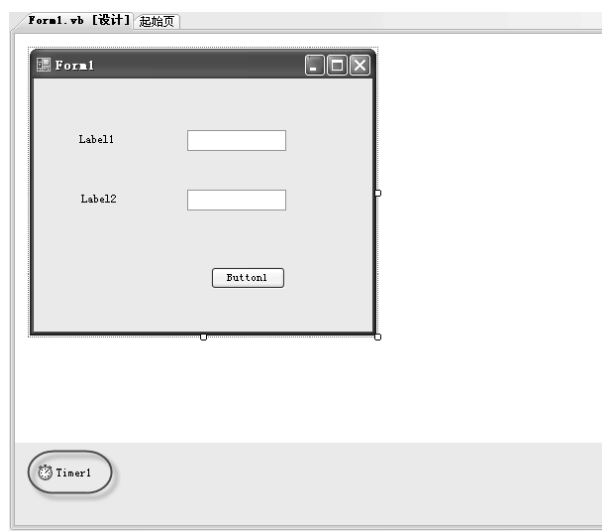 Form1.vb [设计] 起始页
Form1
Label1
Label2
Button1
Timer1